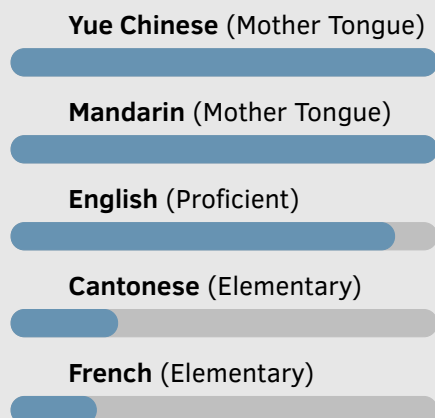 Yue Chinese (Mother Tongue)
Mandarin (Mother Tongue)
English (Proficient)
Cantonese (Elementary)
French (Elementary)